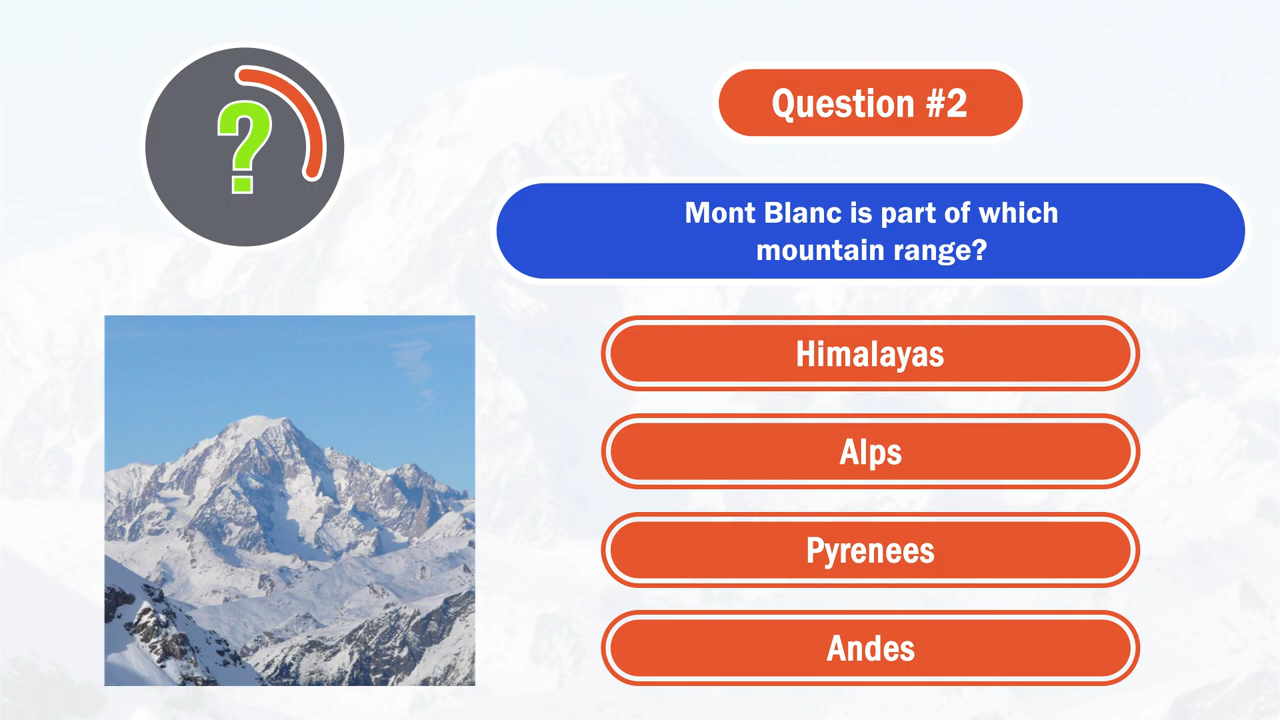 ?
Question #2
Mont Blanc is part of which
mountain range?
Himalayas
Alps
Pyrenees
Andes